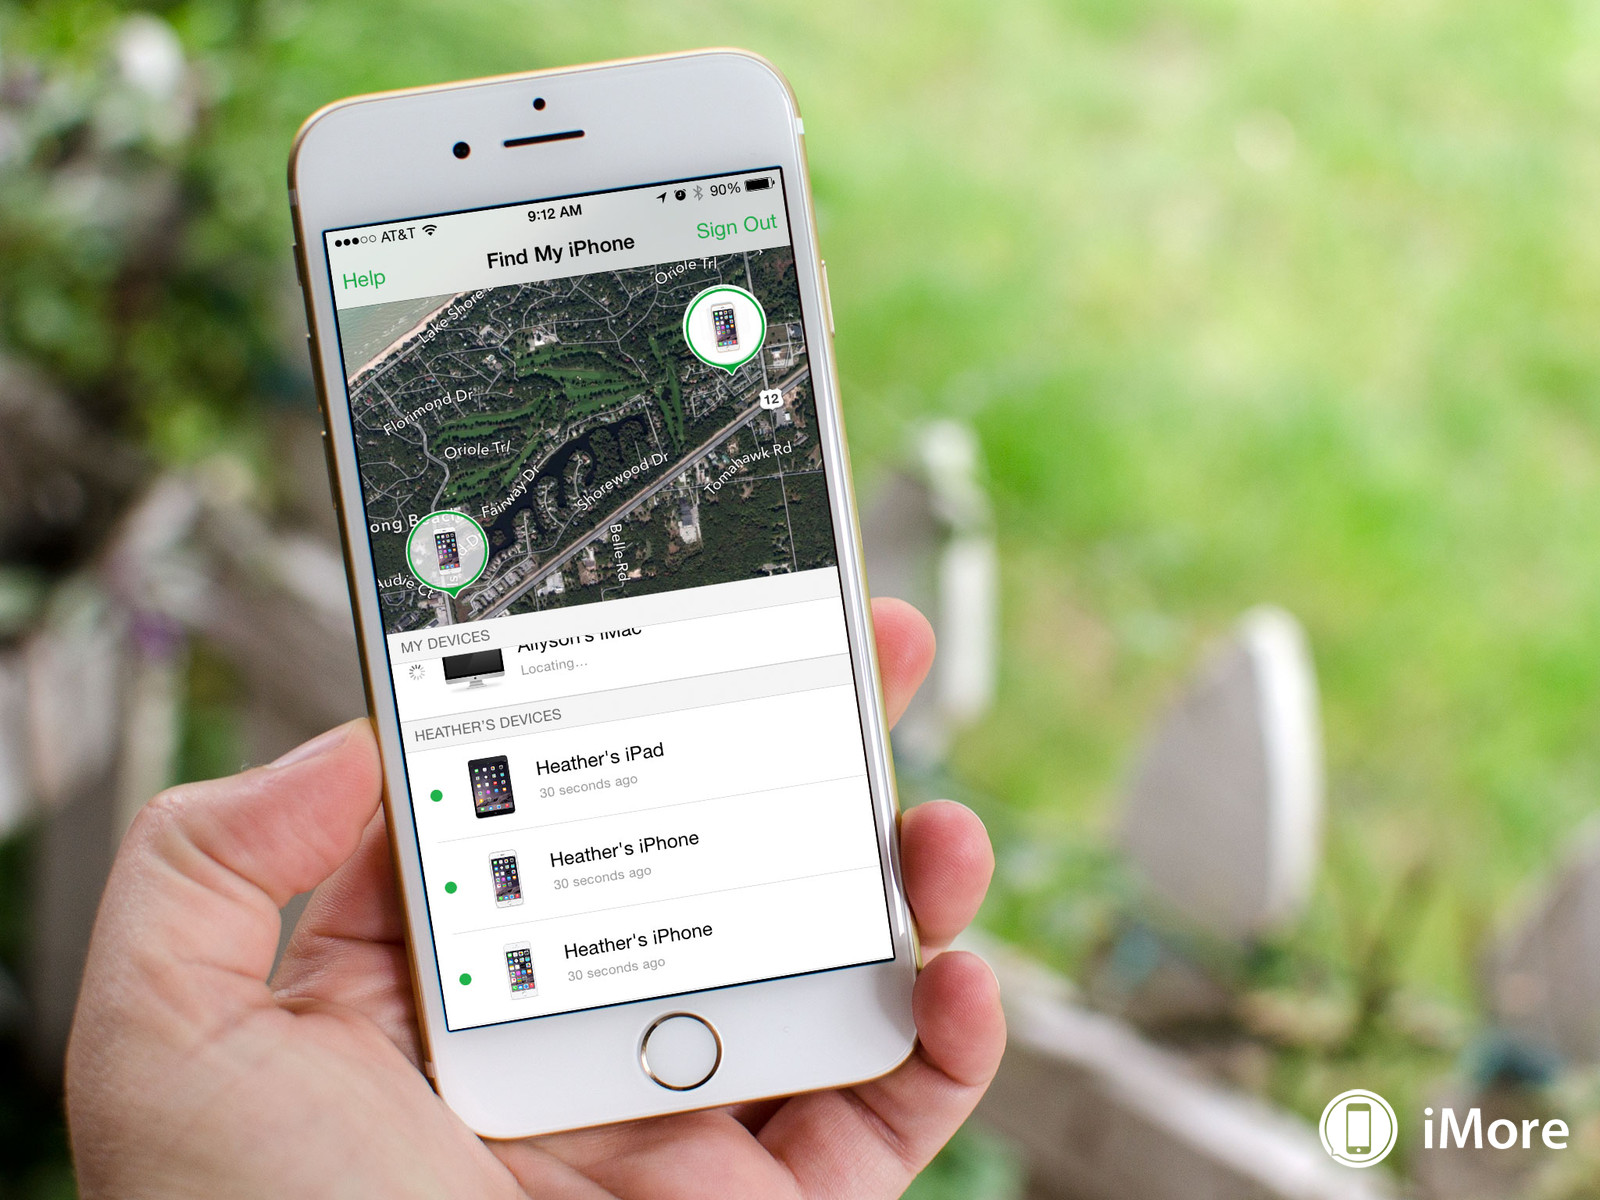 ●●●○○ AT&T 9:12 AM 90%
Help Find My iPhone Sign Out
Lake Shore
Oriole Trl
12
Florimond Dr
Oriole Trl
Fairway Dr
Shorewood Dr
Tomahawk Rd
ong Beach
Belle Rd
Audie Ct
MY DEVICES
Allyson's iMac
Locating...
HEATHER'S DEVICES
Heather's iPad
30 seconds ago
Heather's iPhone
30 seconds ago
Heather's iPhone
30 seconds ago
iMore